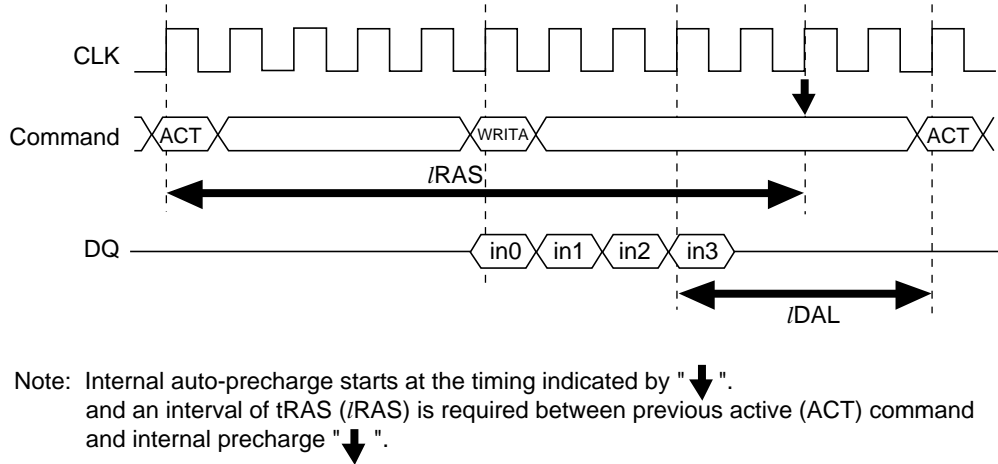 CLK
Command
ACT
WRITA
ACT
lRAS
DQ
in0
in1
in2
in3
lDAL
Note: Internal auto-precharge starts at the timing indicated by " ".
and an interval of tRAS (lRAS) is required between previous active (ACT) command
and internal precharge " ".